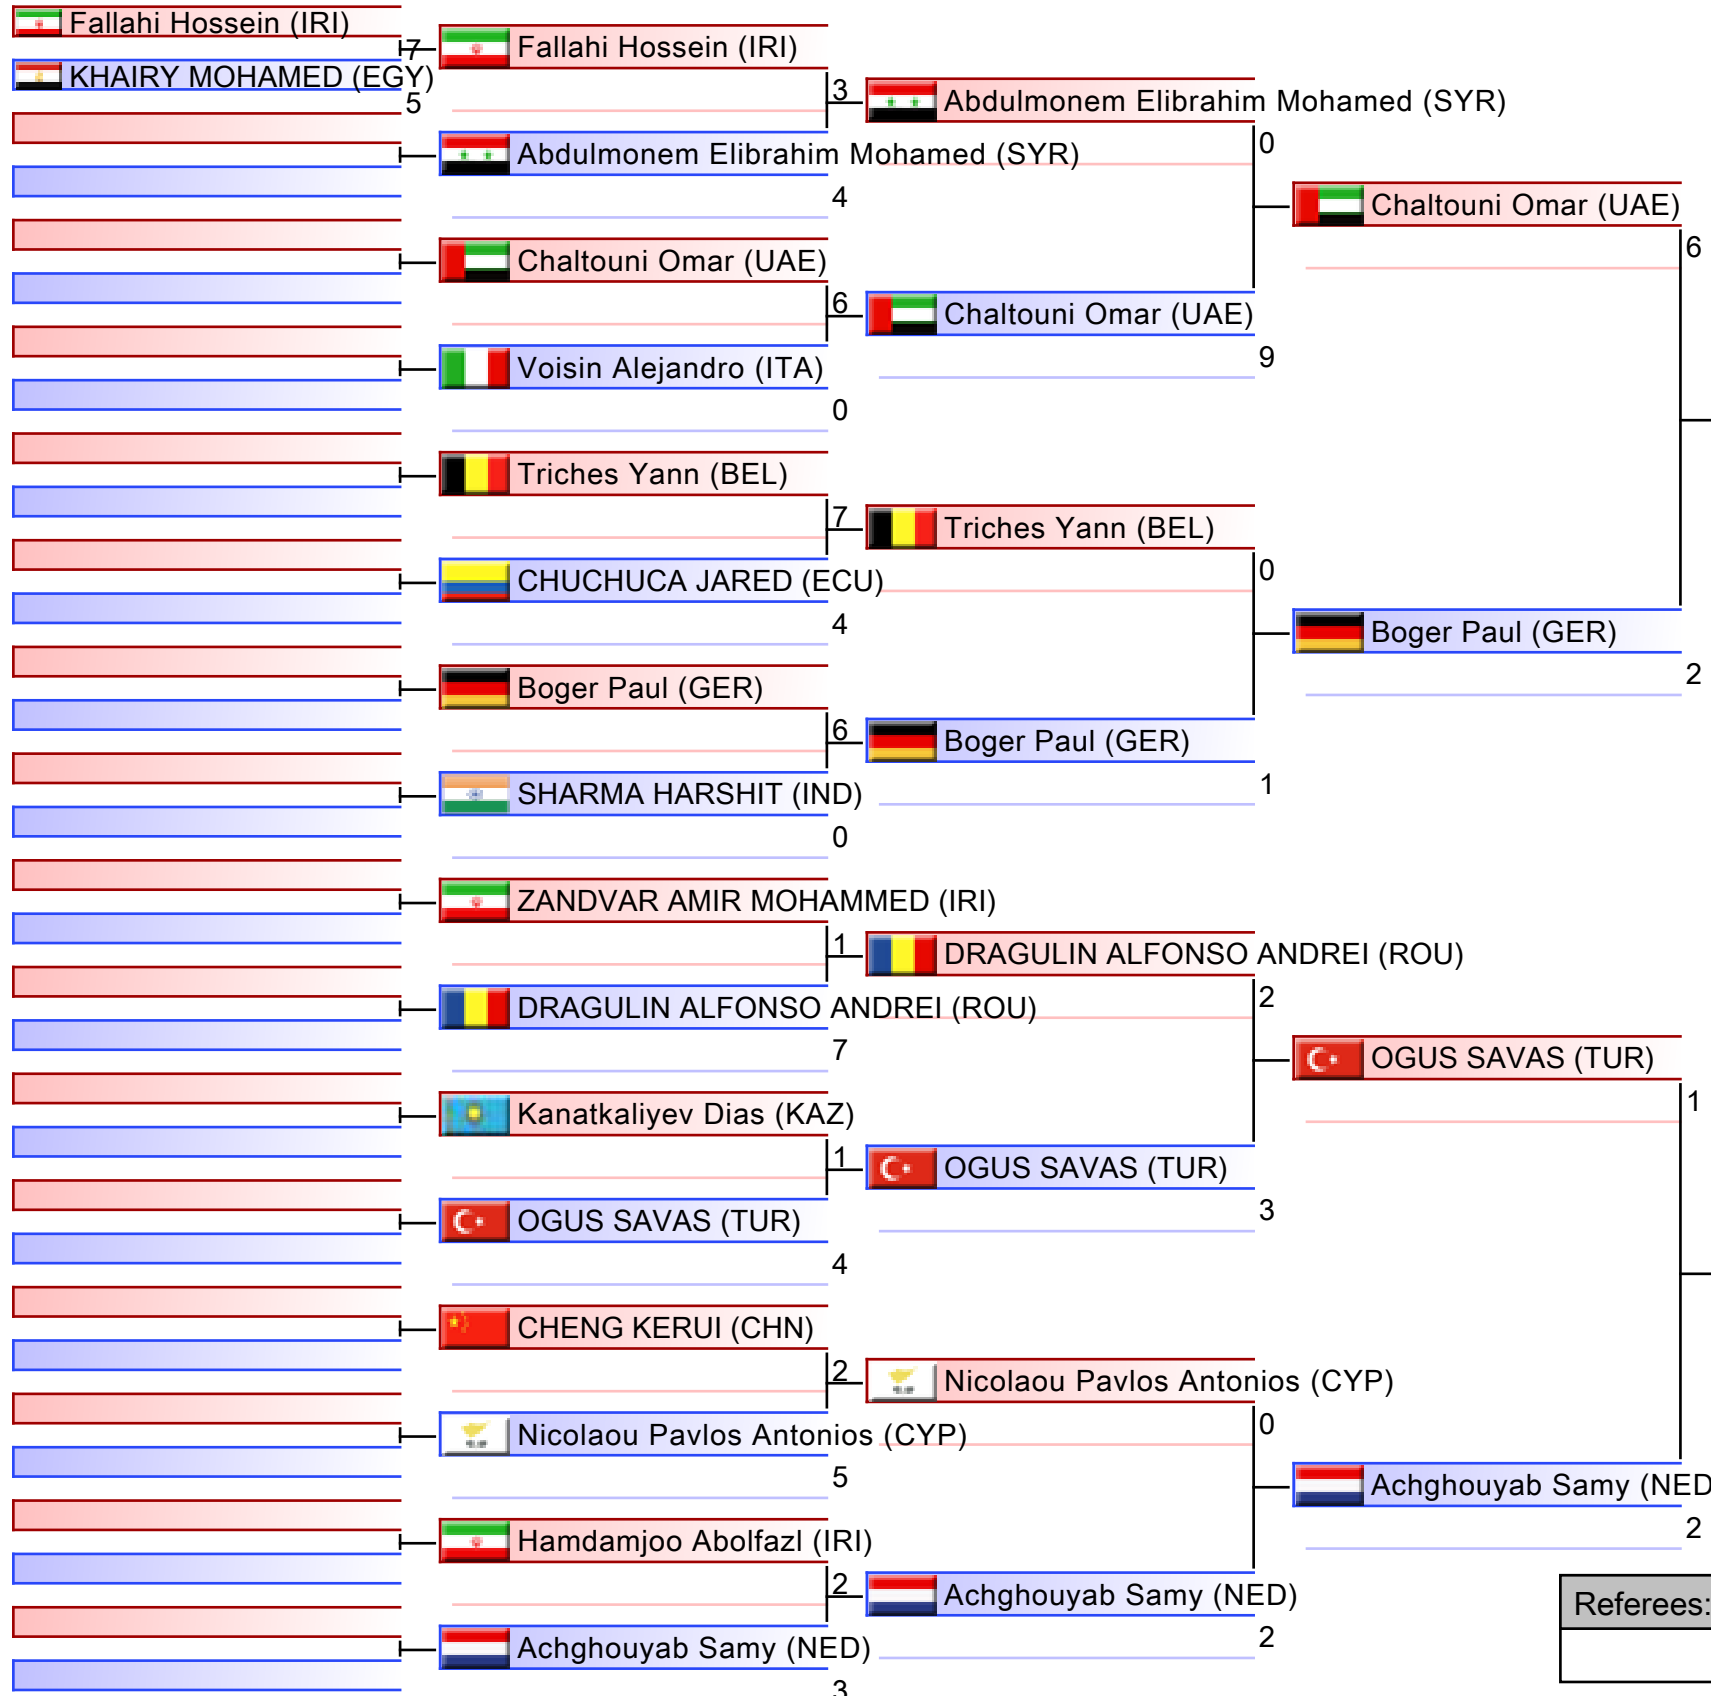 Fallahi Hossein (IRI)
7
KHAIRY MOHAMED (EGY)
5
Fallahi Hossein (IRI)
3
Abdulmonem Elibrahim Mohamed (SYR)
4
Chaltouni Omar (UAE)
6
Voisin Alejandro (ITA)
0
Triches Yann (BEL)
7
CHUCHUCA JARED (ECU)
4
Boger Paul (GER)
6
SHARMA HARSHIT (IND)
0
ZANDVAR AMIR MOHAMMED (IRI)
1
DRAGULIN ALFONSO ANDREI (ROU)
7
Kanatkaliyev Dias (KAZ)
1
OGUS SAVAS (TUR)
4
CHENG KERUI (CHN)
2
Nicolaou Pavlos Antonios (CYP)
5
Hamdamjoo Abolfazl (IRI)
2
Achghouyab Samy (NED)
3
Abdulmonem Elibrahim Mohamed (SYR)
0
Chaltouni Omar (UAE)
9
Triches Yann (BEL)
0
Boger Paul (GER)
1
DRAGULIN ALFONSO ANDREI (ROU)
2
OGUS SAVAS (TUR)
3
Nicolaou Pavlos Antonios (CYP)
0
Achghouyab Samy (NED)
2
Chaltouni Omar (UAE)
6
Boger Paul (GER)
2
OGUS SAVAS (TUR)
1
Achghouyab Samy (NED
2
Referees: